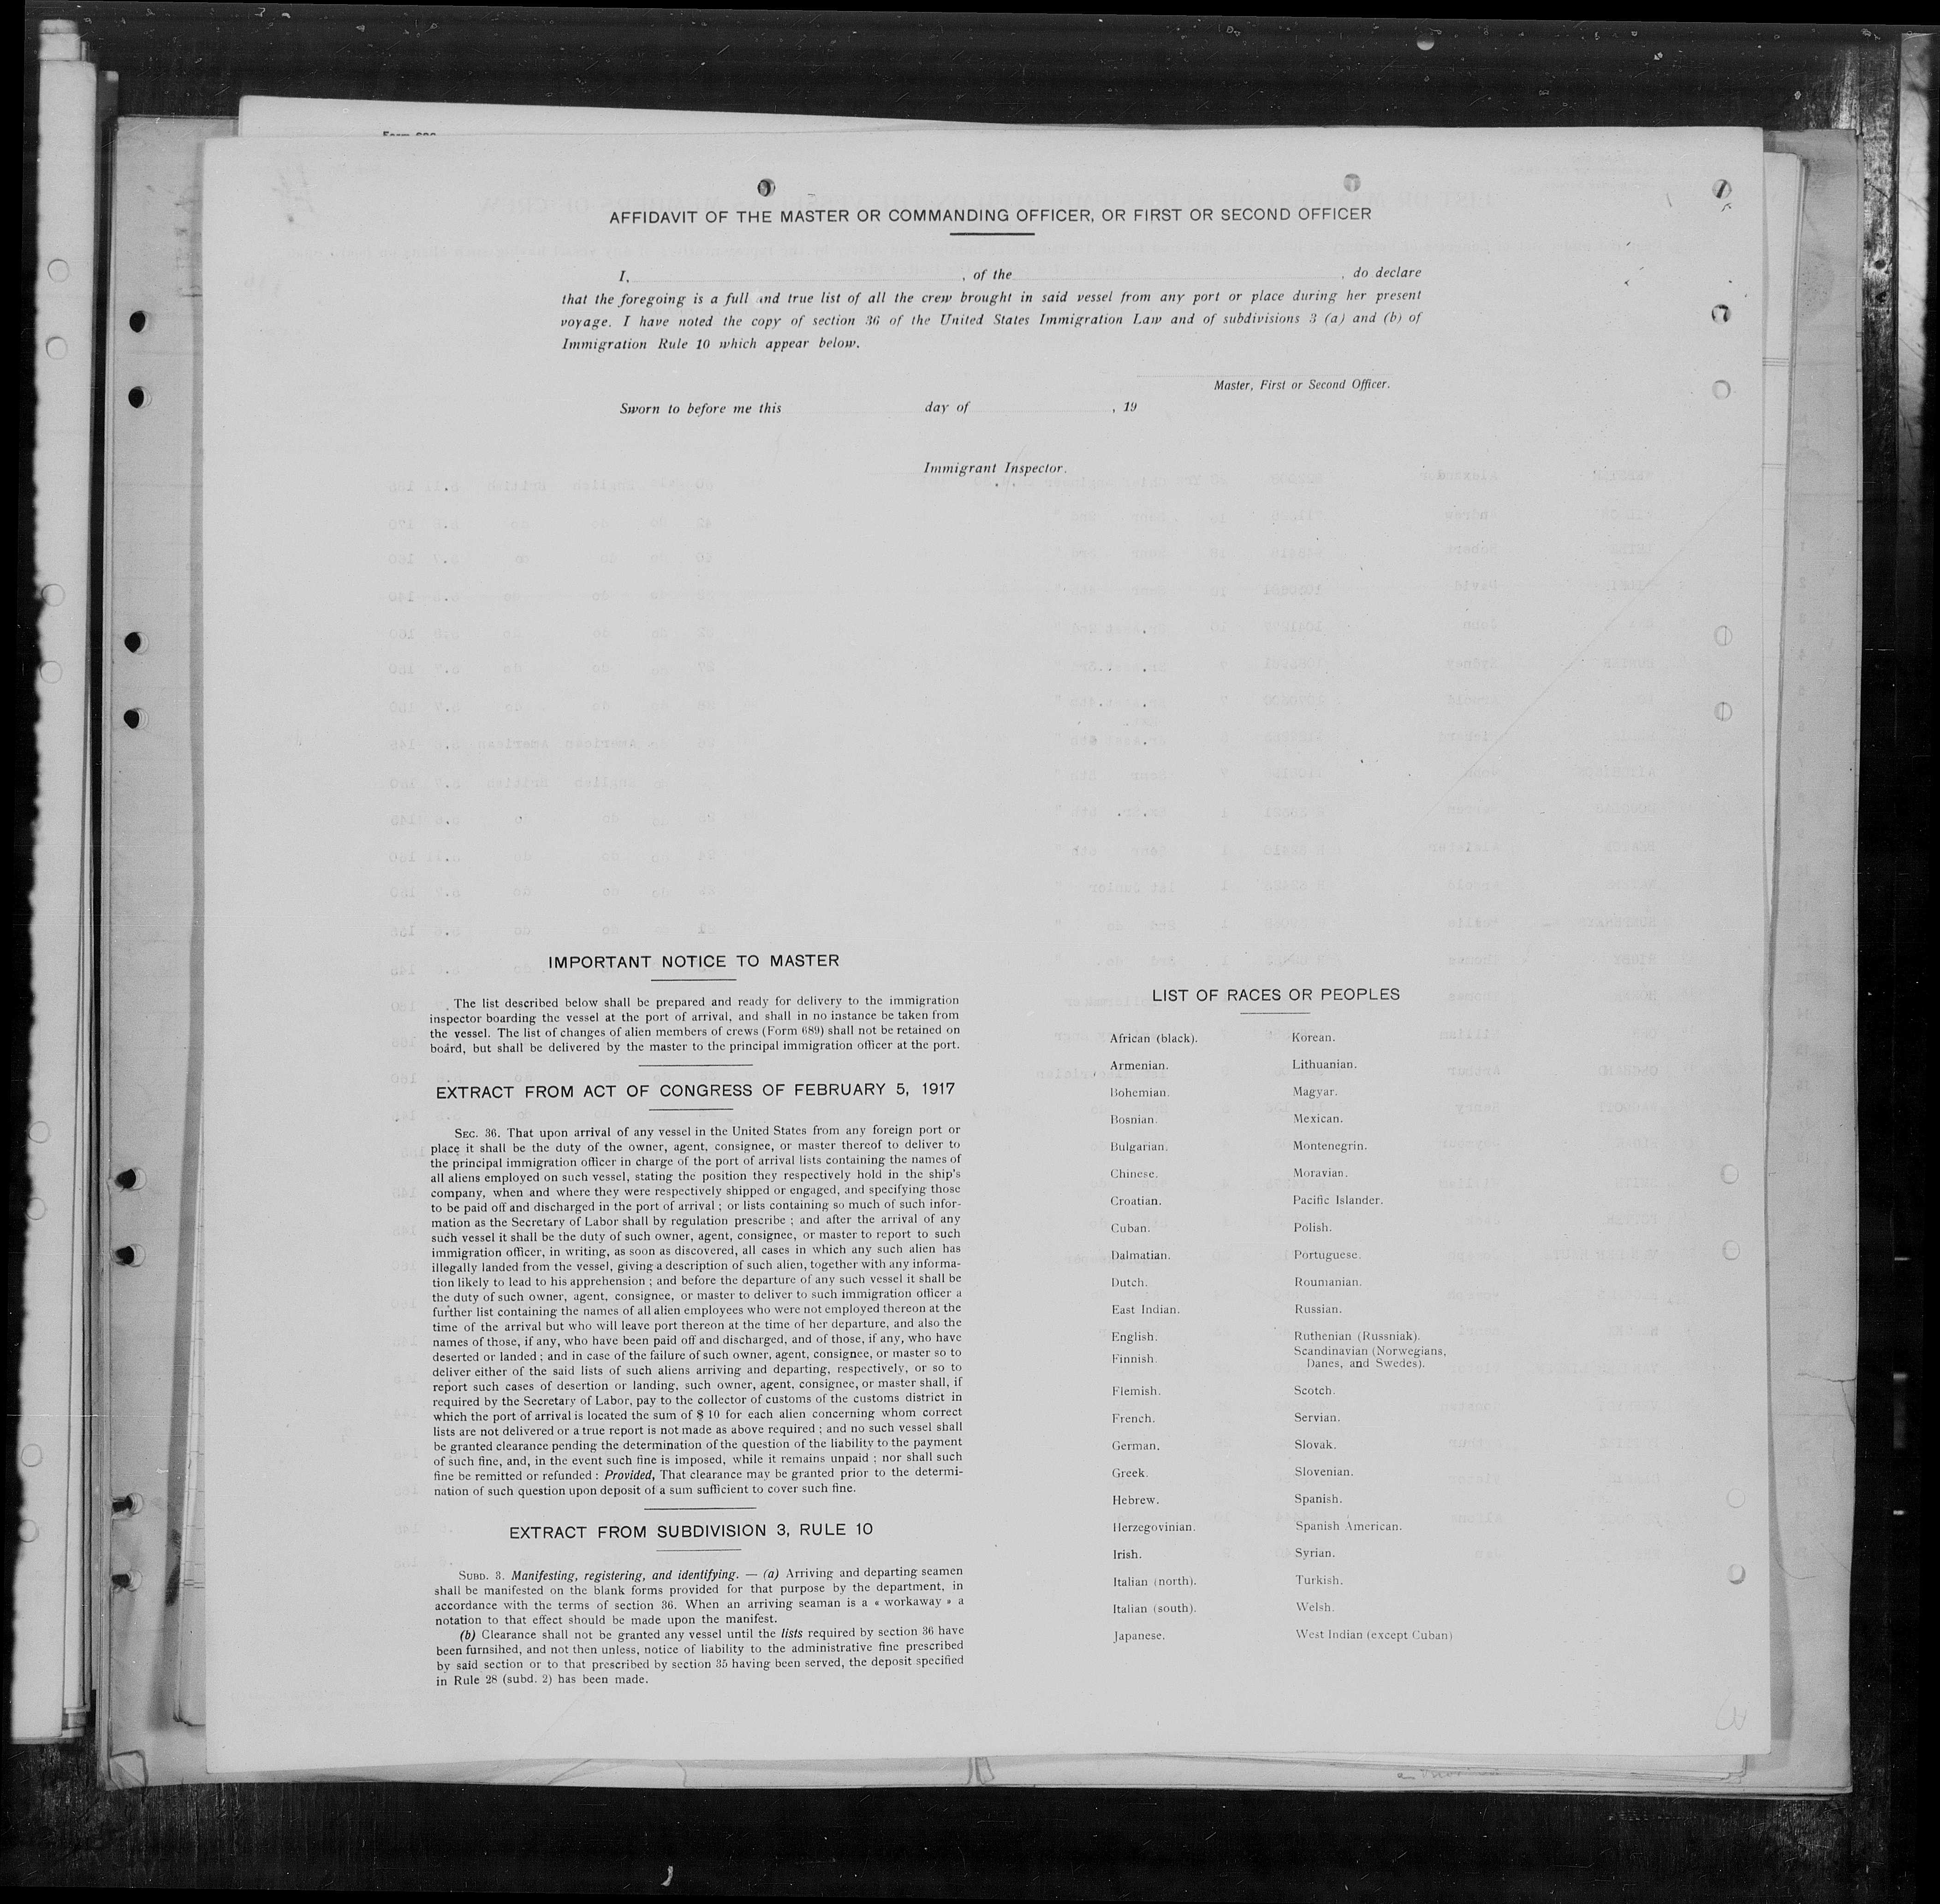 AFFIDAVIT OF THE MASTER OR COMMANDING OFFICER, OR FIRST OR SECOND OFFICER
I, , of the , do declare
that the foregoing is a full and true list of all the crew brought in said vessel from any port or place during her present
voyage. I have noted the copy of section 36 of the United States Immigration Law and of subdivisions 3 (a) and (b) of
Immigration Rule 10 which appear below.
Master, First or Second Officer.
Sworn to before me this day of , 19
Immigrant Inspector.
IMPORTANT NOTICE TO MASTER
The list described below shall be prepared and ready for delivery to the immigration
inspector boarding the vessel at the port of arrival, and shall in no instance be taken from
the vessel. The list of changes of alien members of crews (Form 689) shall not be retained on
board, but shall be delivered by the master to the principal immigration officer at the port.
EXTRACT FROM ACT OF CONGRESS OF FEBRUARY 5, 1917
SEC. 36. That upon arrival of any vessel in the United States from any foreign port or
place it shall be the duty of the owner, agent, consignee, or master thereof to deliver to
the principal immigration officer in charge of the port of arrival lists containing the names of
all aliens employed on such vessel, stating the position they respectively hold in the ship's
company, when and where they were respectively shipped or engaged, and specifying those
to be paid off and discharged in the port of arrival ; or lists containing so much of such infor-
mation as the Secretary of Labor shall by regulation prescribe ; and after the arrival of any
such vessel it shall be the duty of such owner, agent, consignee, or master to report to such
immigration officer, in writing, as soon as discovered, all cases in which any such alien has
illegally landed from the vessel, giving a description of such alien, together with any informa-
tion likely to lead to his apprehension ; and before the departure of any such vessel it shall be
the duty of such owner, agent, consignee, or master to deliver to such immigration officer a
further list containing the names of all alien employees who were not employed thereon at the
time of the arrival but who will leave port thereon at the time of her departure, and also the
names of those, if any, who have been paid off and discharged, and of those, if any, who have
deserted or landed ; and in case of the failure of such owner, agent, consignee, or master so to
deliver either of the said lists of such aliens arriving and departing, respectively, or so to
report such cases of desertion or landing, such owner, agent, consignee, or master shall, if
required by the Secretary of Labor, pay to the collector of customs of the customs district in
which the port of arrival is located the sum of $ 10 for each alien concerning whom correct
lists are not delivered or a true report is not made as above required ; and no such vessel shall
be granted clearance pending the determination of the question of the liability to the payment
of such fine, and, in the event such fine is imposed, while it remains unpaid ; nor shall such
fine be remitted or refunded : Provided, That clearance may be granted prior to the determi-
nation of such question upon deposit of a sum sufficient to cover such fine.
EXTRACT FROM SUBDIVISION 3, RULE 10
SUBD. 3. Manifesting, registering, and identifying. — (a) Arriving and departing seamen
shall be manifested on the blank forms provided for that purpose by the department, in
accordance with the terms of section 36. When an arriving seaman is a « workaway » a
notation to that effect should be made upon the manifest.
(b) Clearance shall not be granted any vessel until the lists required by section 36 have
been furnsihed, and not then unless, notice of liability to the administrative fine prescribed
by said section or to that prescribed by section 35 having been served, the deposit specified
in Rule 28 (subd. 2) has been made.
LIST OF RACES OR PEOPLES
African (black).
Armenian.
Bohemian.
Bosnian.
Bulgarian.
Chinese.
Croatian.
Cuban.
Dalmatian.
Dutch.
East Indian.
English.
Finnish.
Flemish.
French.
German.
Greek.
Hebrew.
Herzegovinian.
Irish.
Italian (north).
Italian (south).
Japanese.
Korean.
Lithuanian.
Magyar.
Mexican.
Montenegrin.
Moravian.
Pacific Islander.
Polish.
Portuguese.
Roumanian.
Russian.
Ruthenian (Russniak).
Scandinavian (Norwegians,
Danes, and Swedes).
Scotch.
Servian.
Slovak.
Slovenian.
Spanish.
Spanish American.
Syrian.
Turkish.
Welsh.
West Indian (except Cuban)